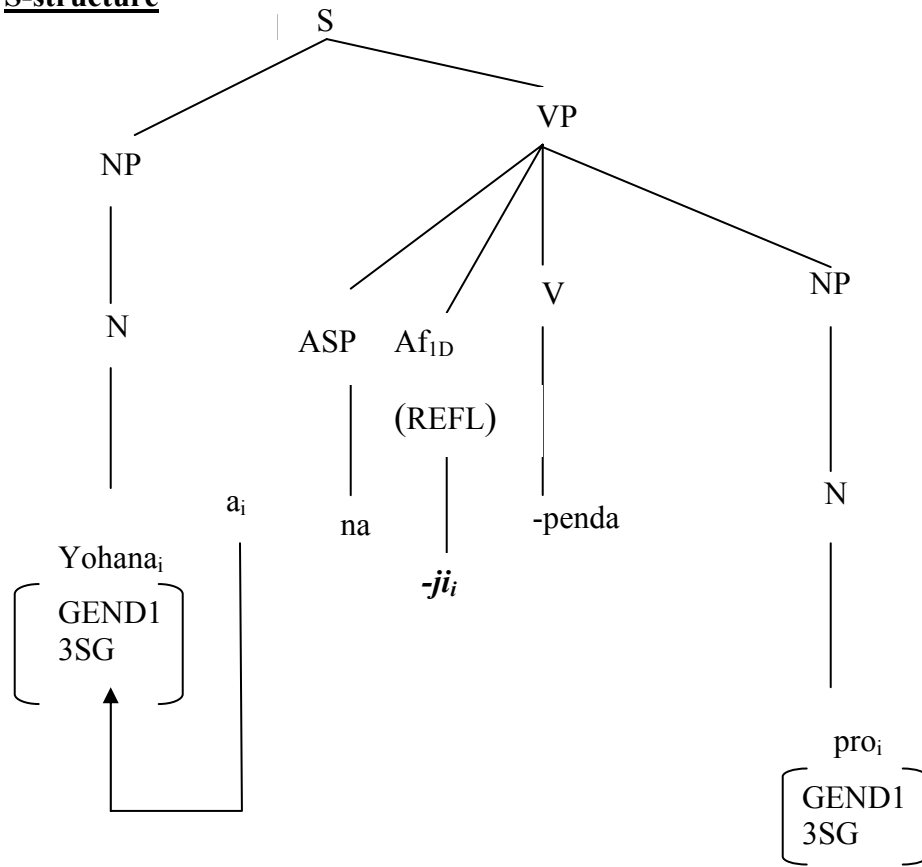 S-structure
S
VP
NP
NP
V
N
ASP Af1D
(REFL)
N
ai
na
-penda
Yohanai
-jii
GEND1
3SG
proi
GEND1
3SG